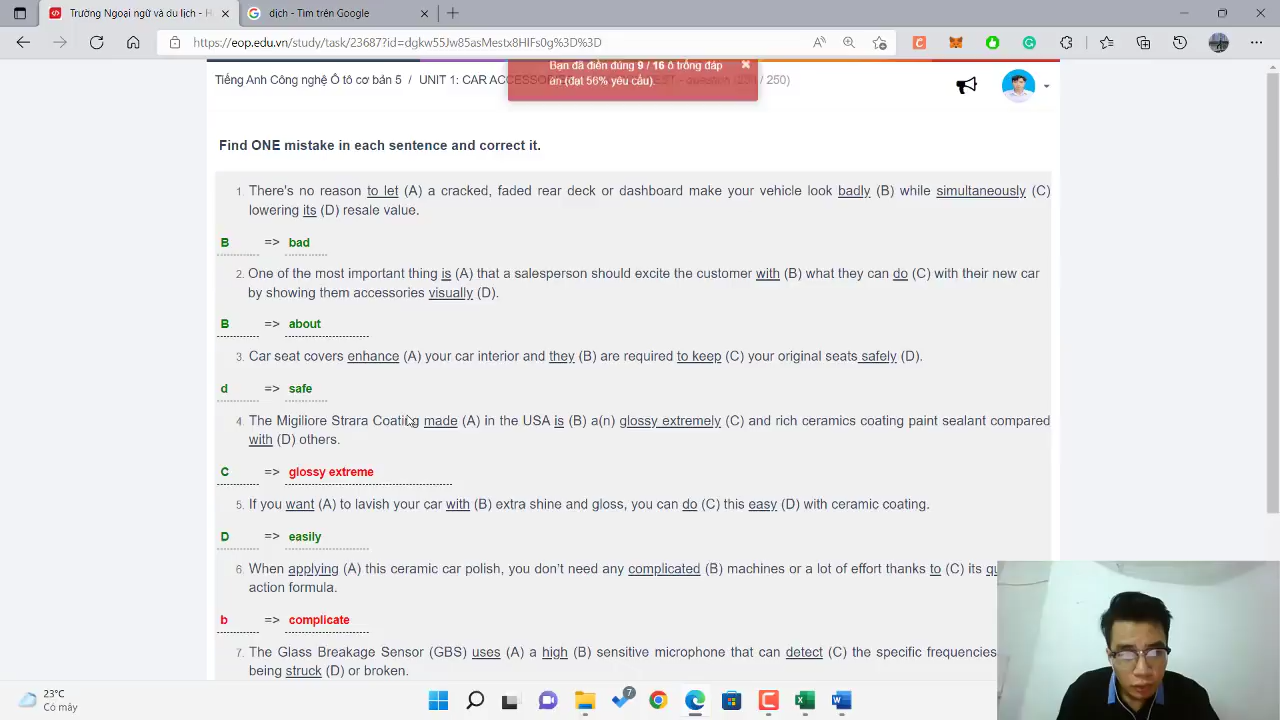 Trường Ngoại ngữ và du lịch - H
dịch - Tìm trên Google
https://eop.edu.vn/study/task/23687?id=dgkw55Jw85asMestx8HIFs0g%3D%3D
Tiếng Anh Công nghệ Ô tô cơ bản 5 / UNIT 1: CAR ACCESSO
Bạn đã điền đúng 9 / 16 ô trống đáp
án (đạt 56% yêu cầu).
/ 250)
Find ONE mistake in each sentence and correct it.
1. There's no reason to let (A) a cracked, faded rear deck or dashboard make your vehicle look badly (B) while simultaneously (C)
lowering its (D) resale value.
B => bad
2. One of the most important thing is (A) that a salesperson should excite the customer with (B) what they can do (C) with their new car
by showing them accessories visually (D).
B => about
3. Car seat covers enhance (A) your car interior and they (B) are required to keep (C) your original seats safely (D).
d => safe
4. The Migiliore Strara Coating made (A) in the USA is (B) a(n) glossy extremely (C) and rich ceramics coating paint sealant compared
with (D) others.
C => glossy extreme
5. If you want (A) to lavish your car with (B) extra shine and gloss, you can do (C) this easy (D) with ceramic coating.
D => easily
6. When applying (A) this ceramic car polish, you don't need any complicated (B) machines or a lot of effort thanks to (C) its
action formula.
b => complicate
7. The Glass Breakage Sensor (GBS) uses (A) a high (B) sensitive microphone that can detect (C) the specific frequencies
being struck (D) or broken.
23°C
Có mây
7